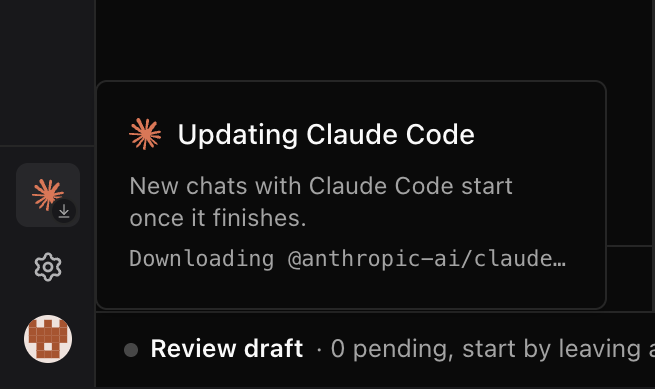 Updating Claude Code
New chats with Claude Code start
once it finishes.
Downloading @anthropic-ai/claude…
Review draft · 0 pending, start by leaving